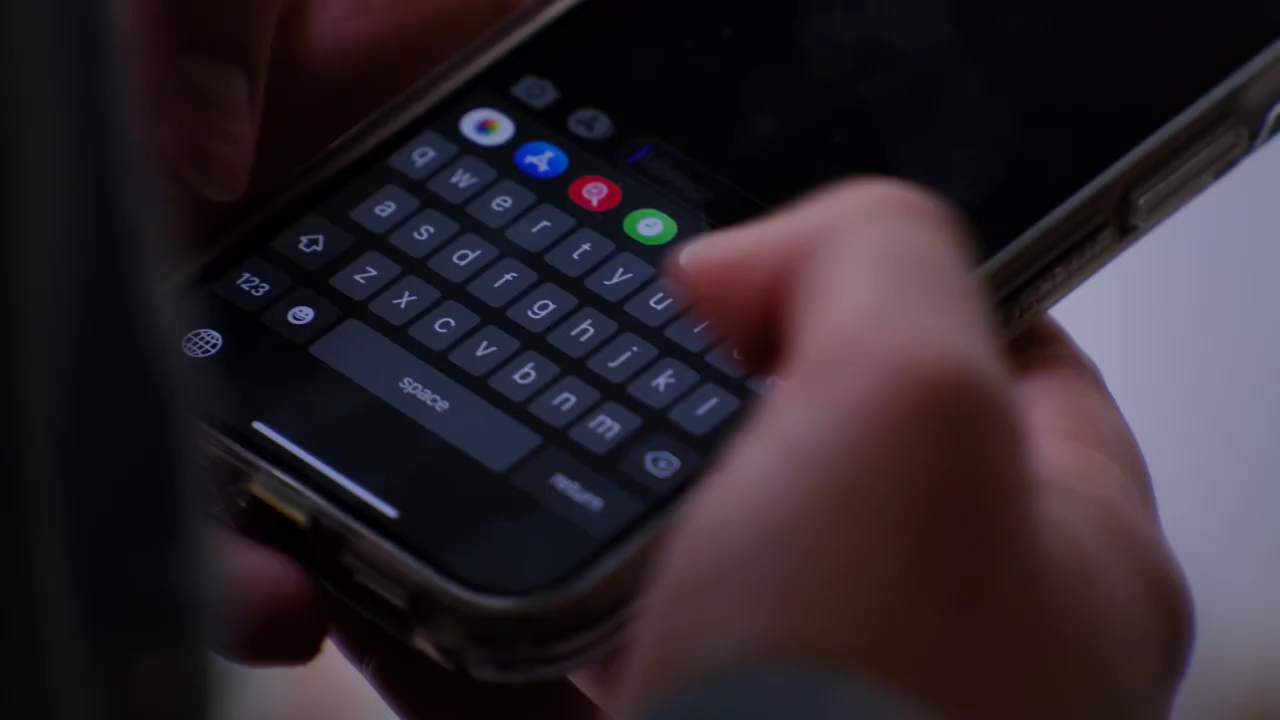 q w e r t y u
a s d f g h j k l
z x c v b n m
123
space return